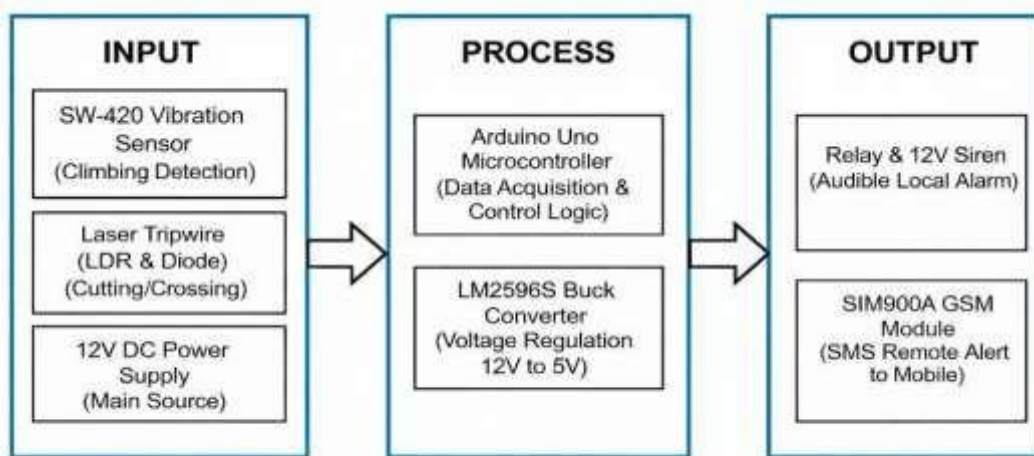 INPUT
SW-420 Vibration
Sensor
(Climbing Detection)
Laser Tripwire
(LDR & Diode)
(Cutting/Crossing)
12V DC Power
Supply
(Main Source)
PROCESS
Arduino Uno
Microcontroller
(Data Acquisition &
Control Logic)
LM2596S Buck
Converter
(Voltage Regulation
12V to 5V)
OUTPUT
Relay & 12V Siren
(Audible Local Alarm)
SIM900A GSM
Module
(SMS Remote Alert
to Mobile)